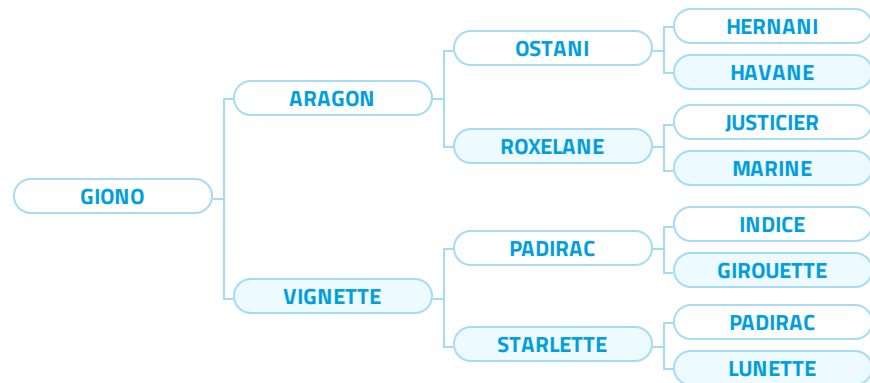 HERNANI
OSTANI
HAVANE
ARAGON
JUSTICIER
ROXELANE
MARINE
GIONO
INDICE
PADIRAC
GIROUETTE
VIGNETTE
PADIRAC
STARLETTE
LUNETTE